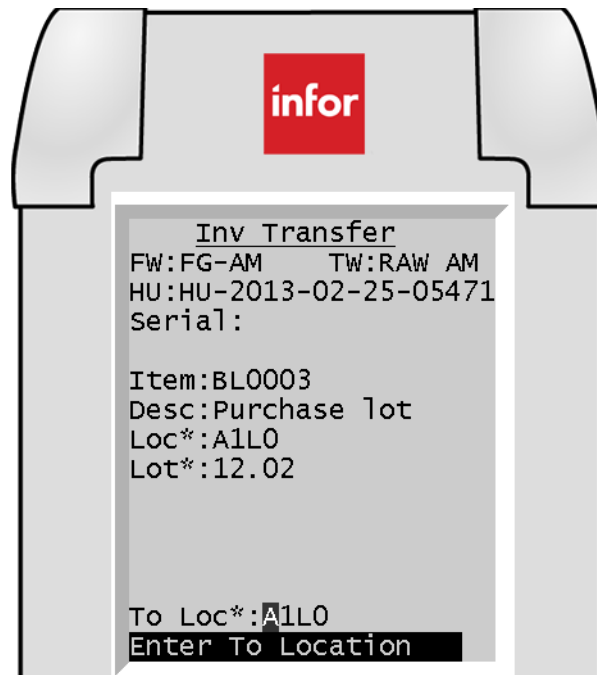 infor
Inv Transfer
FW:FG-AM TW:RAW AM
HU:HU-2013-02-25-05471
Serial:
Item:BL0003
Desc:Purchase lot
Loc*:A1L0
Lot*:12.02
To Loc*:A1L0
Enter To Location